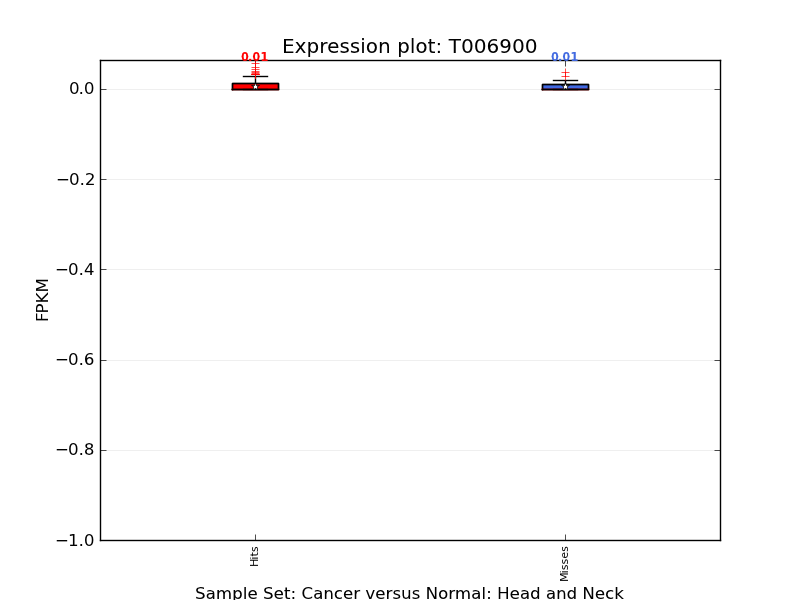 Expression plot: T006900
0.01
0.01
0.0
−0.2
−0.4
−0.6
−0.8
−1.0
FPKM
Hits
Misses
Sample Set: Cancer versus Normal: Head and Neck